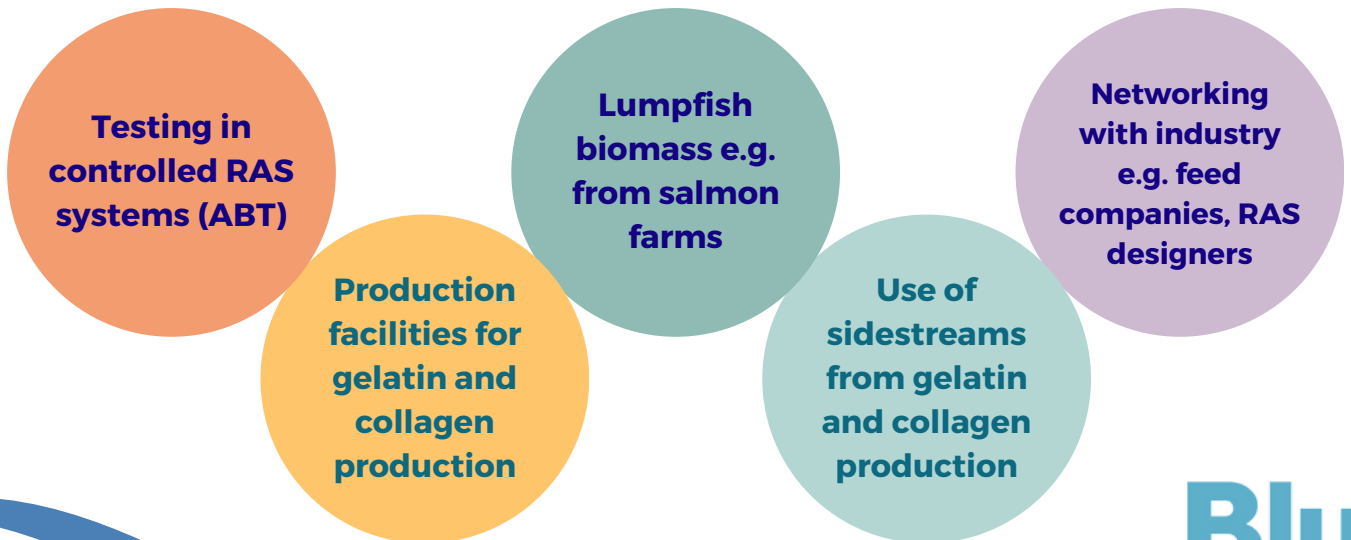 Testing in
controlled RAS
systems (ABT)
Production
facilities for
gelatin and
collagen
production
Lumpfish
biomass e.g.
from salmon
farms
Use of
sidestreams
from gelatin
and collagen
production
Networking
with industry
e.g. feed
companies, RAS
designers